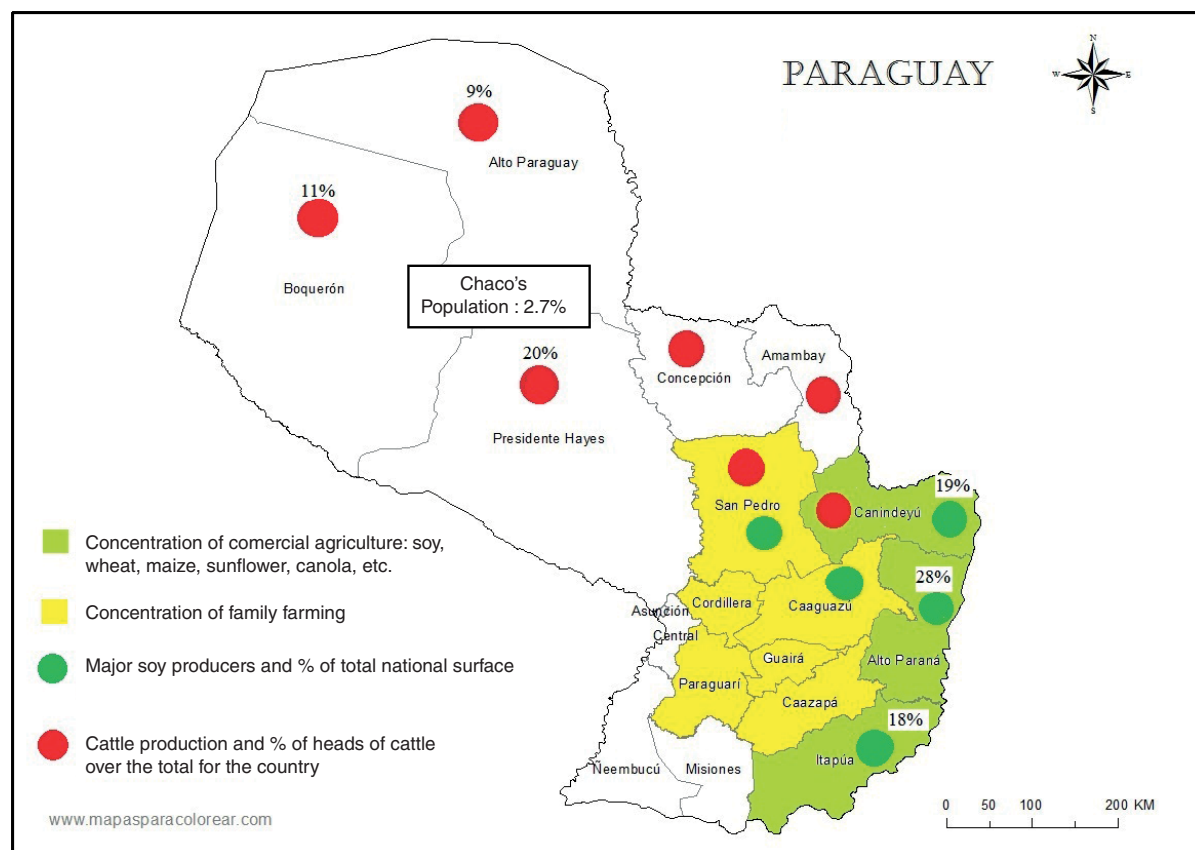 PARAGUAY
N
W
E
S
9%
Alto Paraguay
11%
Boquerón
Chaco's
Population : 2.7%
20%
Presidente Hayes
Concepción
Amambay
San Pedro
19%
Canindeyú
28%
Cordillera
Caaguazú
Asunción
Central
Guairá
Alto Paraná
Paraguarí
Caazapá
18%
Itapúa
Ñeembucú
Misiones
Concentration of comercial agriculture: soy,
wheat, maize, sunflower, canola, etc.
Concentration of family farming
Major soy producers and % of total national surface
Cattle production and % of heads of cattle
over the total for the country
www.mapasparacolorear.com
0 50 100 200 KM